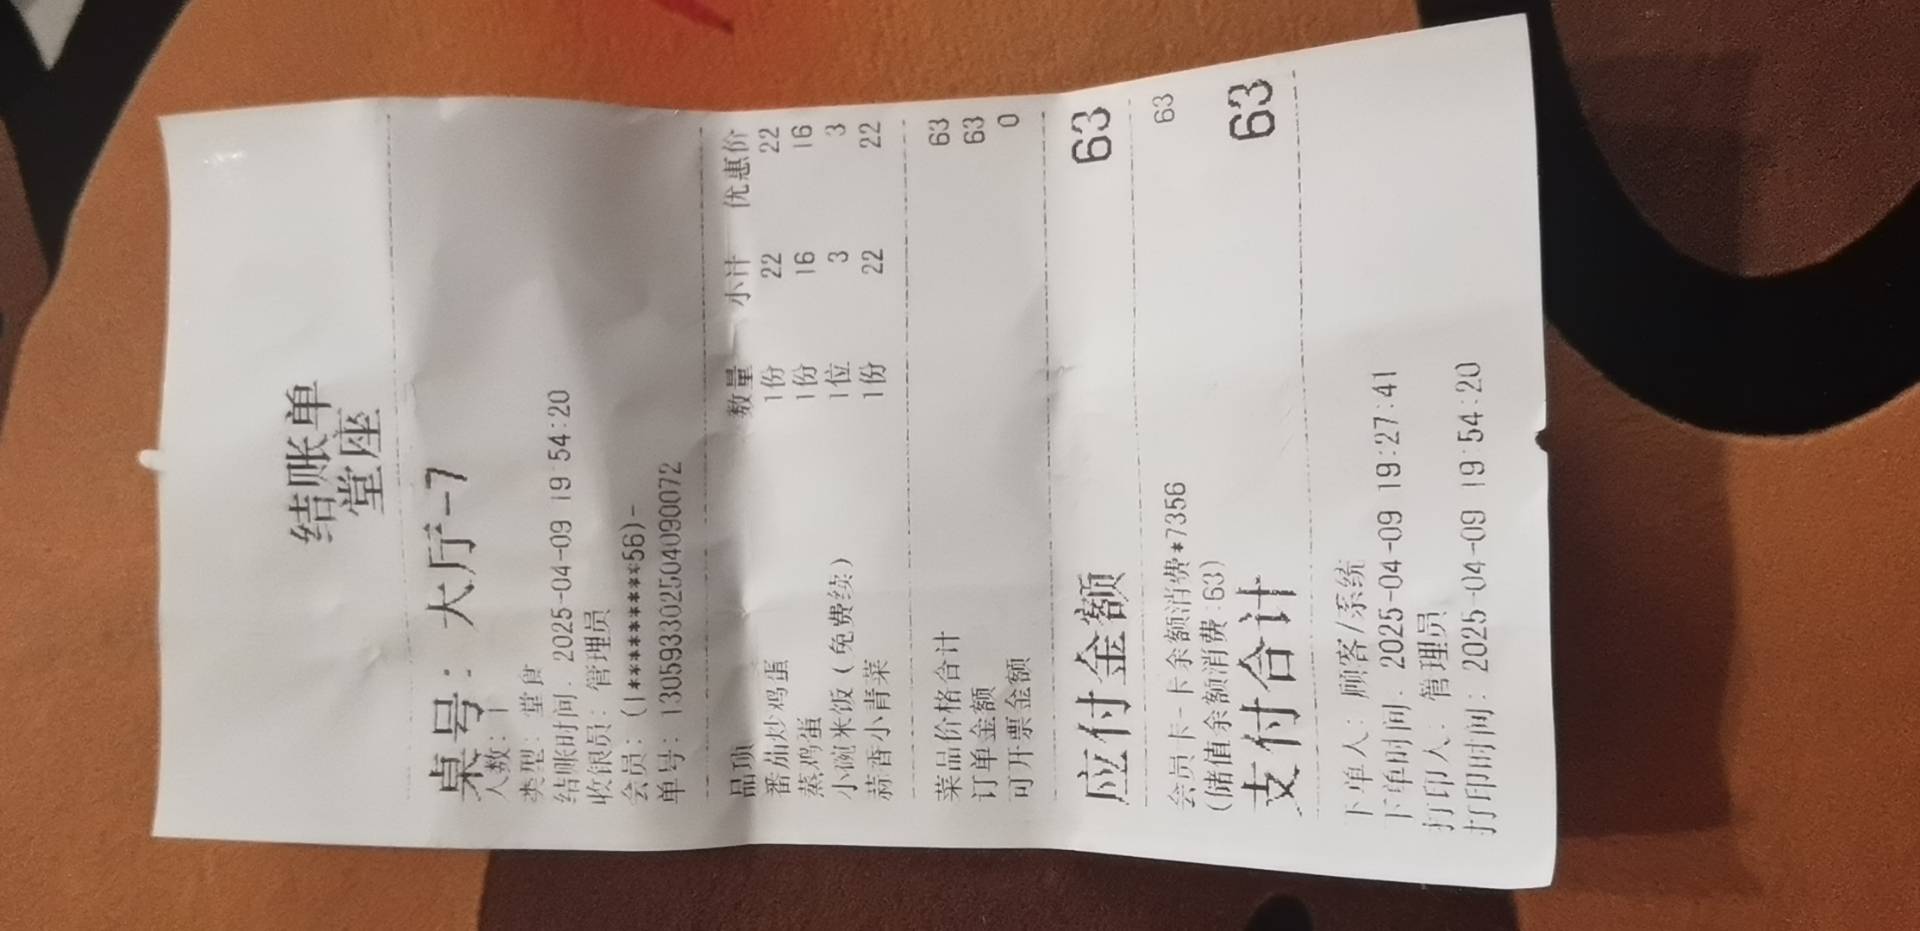 结账单
堂座
桌号：大厅-7
人数：1
类型：堂食
结账时间：2025-04-09 19:54:20
收银员：管理员
会员：(1********56)-
单号：1305933025040900​72
品项 数量 小计 优惠价
番茄炒鸡蛋 1份 22 22
蒸鸡蛋 1份 16 16
小碗米饭(免费续) 1位 3 3
蒜香小青菜 1份 22 22
菜品价格合计 63
订单金额 63
可开票金额 0
应付金额 63
会员卡-卡余额消费*7356 63
(储值余额消费:63)
支付合计 63
下单人：顾客/系统
下单时间：2025-04-09 19:27:41
打印人：管理员
打印时间：2025-04-09 19:54:20